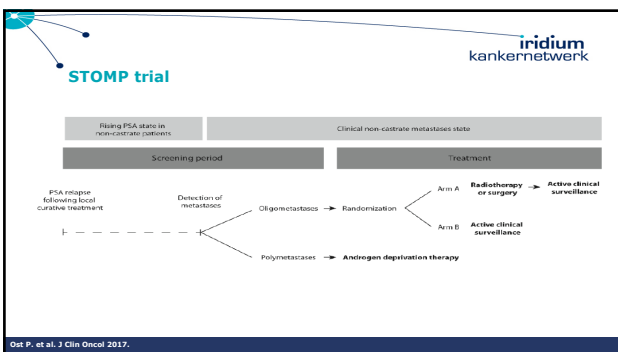 iridium
kankernetwerk
STOMP trial
Rising PSA state in
non-castrate patients
Clinical non-castrate metastases state
Screening period
Treatment
PSA relapse
following local
curative treatment
Detection of
metastases
Oligometastases
Randomization
Arm A
Radiotherapy
or surgery
Active clinical
surveillance
Arm B
Active clinical
surveillance
Polymetastases
Androgen deprivation therapy
Ost P. et al. J Clin Oncol 2017.